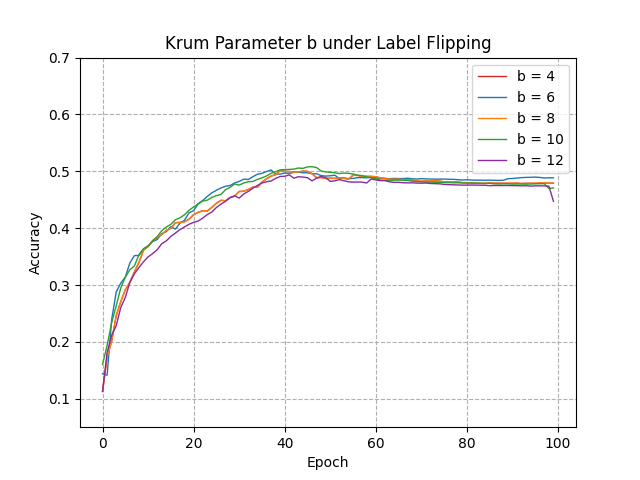 Krum Parameter b under Label Flipping
Accuracy
0.7
0.6
0.5
0.4
0.3
0.2
0.1
b = 4
b = 6
b = 8
b = 10
b = 12
0 20 40 60 80 100
Epoch